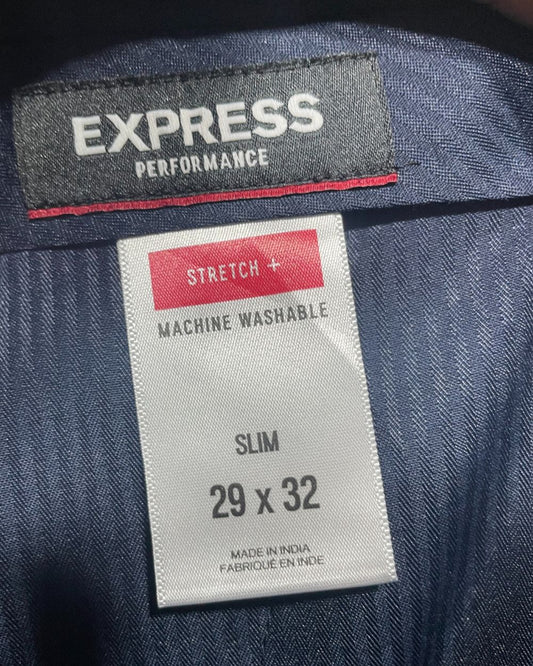 EXPRESS
PERFORMANCE
STRETCH +
MACHINE WASHABLE
SLIM
29 x 32
MADE IN INDIA
FABRIQUÉ EN INDE